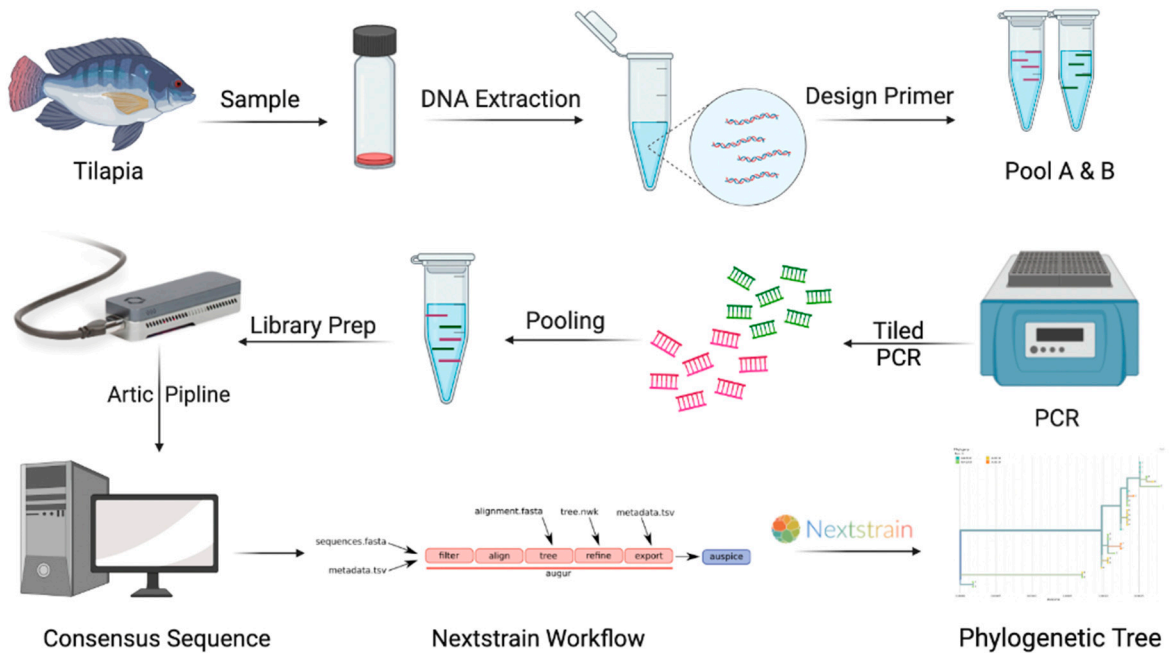 Sample
DNA Extraction
Design Primer
Tilapia
Pool A & B
Library Prep
Pooling
Tiled
PCR
PCR
Artic Pipline
alignment.fasta
tree.nwk
metadata.tsv
sequences.fasta
metadata.tsv
filter
align
tree
refine
export
auspice
augur
Nextstrain
Consensus Sequence
Nextstrain Workflow
Phylogenetic Tree